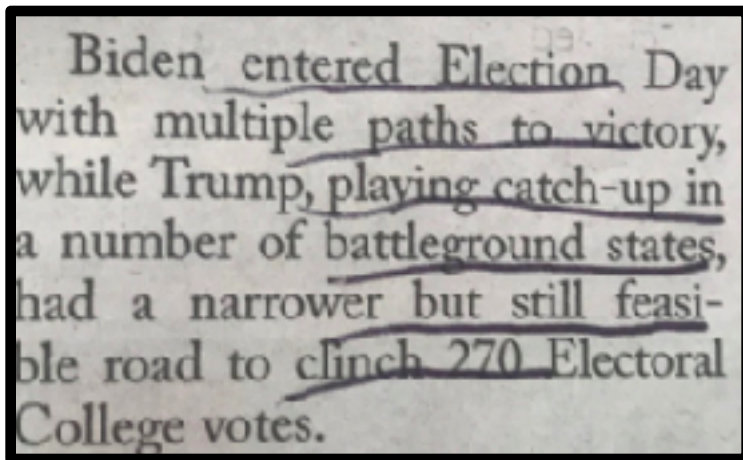 Biden entered Election Day
with multiple paths to victory,
while Trump, playing catch-up in
a number of battleground states,
had a narrower but still feasi-
ble road to clinch 270 Electoral
College votes.